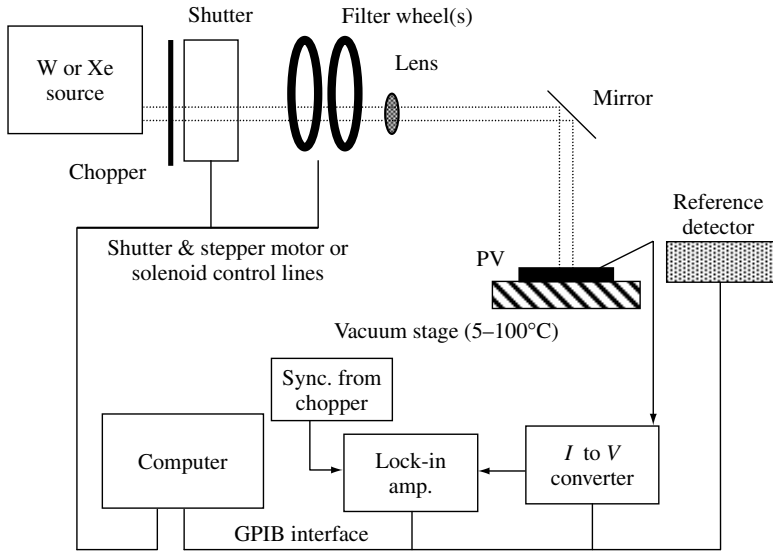 Shutter
Filter wheel(s)
W or Xe
source
Lens
Mirror
Chopper
Reference
detector
Shutter & stepper motor or
solenoid control lines
PV
Vacuum stage (5–100°C)
Sync. from
chopper
Computer
Lock-in
amp.
I to V
converter
GPIB interface